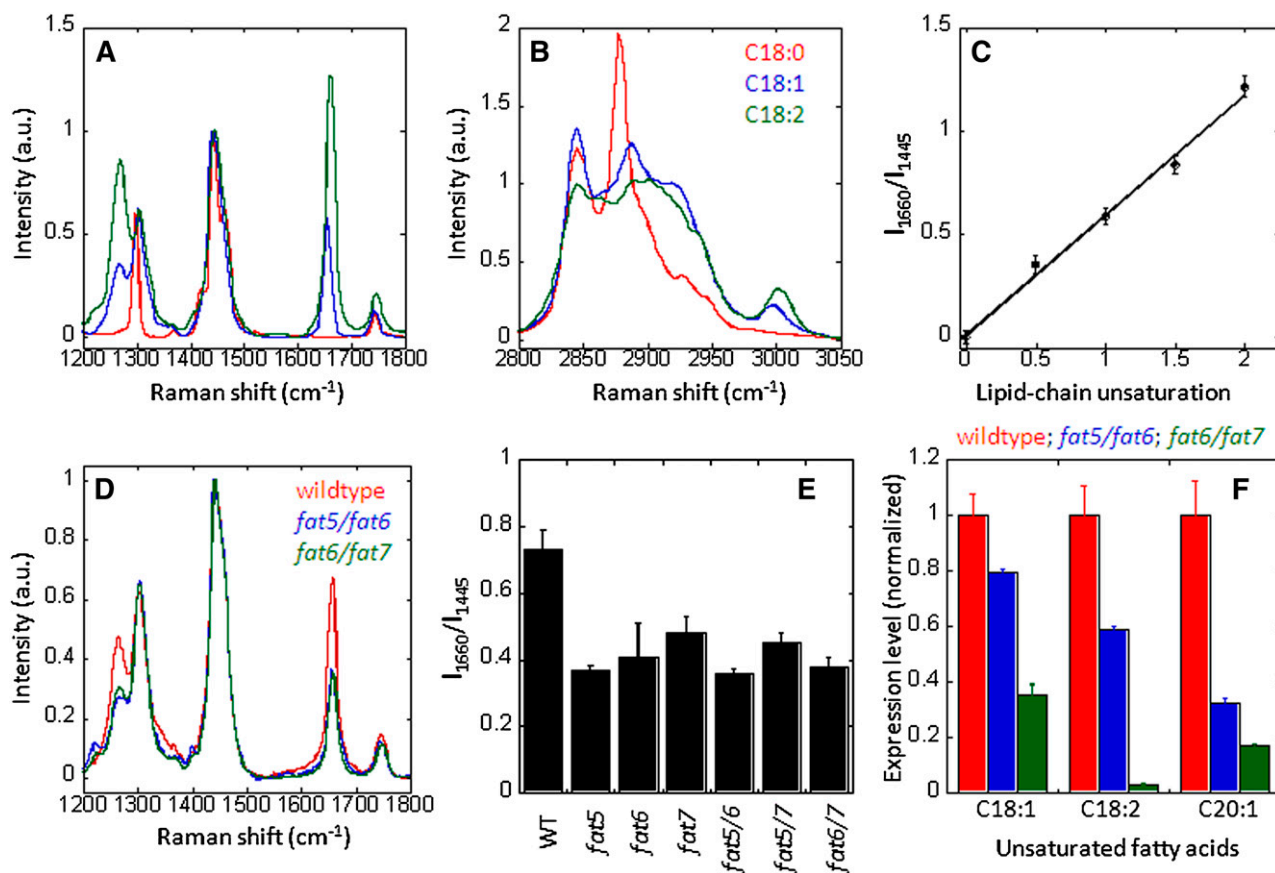 A
Intensity (a.u.)
1.5
1
0.5
0
1200 1300 1400 1500 1600 1700 1800
Raman shift (cm⁻¹)
B
C18:0
C18:1
C18:2
Intensity (a.u.)
2
1.5
1
0.5
0
2800 2850 2900 2950 3000 3050
Raman shift (cm⁻¹)
C
I₁₆₆₀/I₁₄₄₅
1.5
1
0.5
0
0 0.5 1 1.5 2
Lipid-chain unsaturation
D
wildtype
fat5/fat6
fat6/fat7
Intensity (a.u.)
1
0.8
0.6
0.4
0.2
0
1200 1300 1400 1500 1600 1700 1800
Raman shift (cm⁻¹)
E
I₁₆₆₀/I₁₄₄₅
1
0.8
0.6
0.4
0.2
0
WT fat5 fat6 fat7 fat5/6 fat5/7 fat6/7
wildtype; fat5/fat6; fat6/fat7
F
Expression level (normalized)
1.2
1
0.8
0.6
0.4
0.2
0
C18:1 C18:2 C20:1
Unsaturated fatty acids